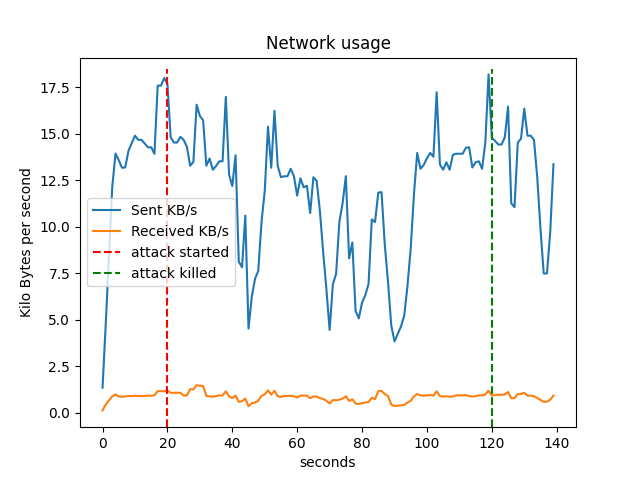 Network usage
Kilo Bytes per second
17.5
15.0
12.5
10.0
7.5
5.0
2.5
0.0
Sent KB/s
Received KB/s
attack started
attack killed
0 20 40 60 80 100 120 140
seconds